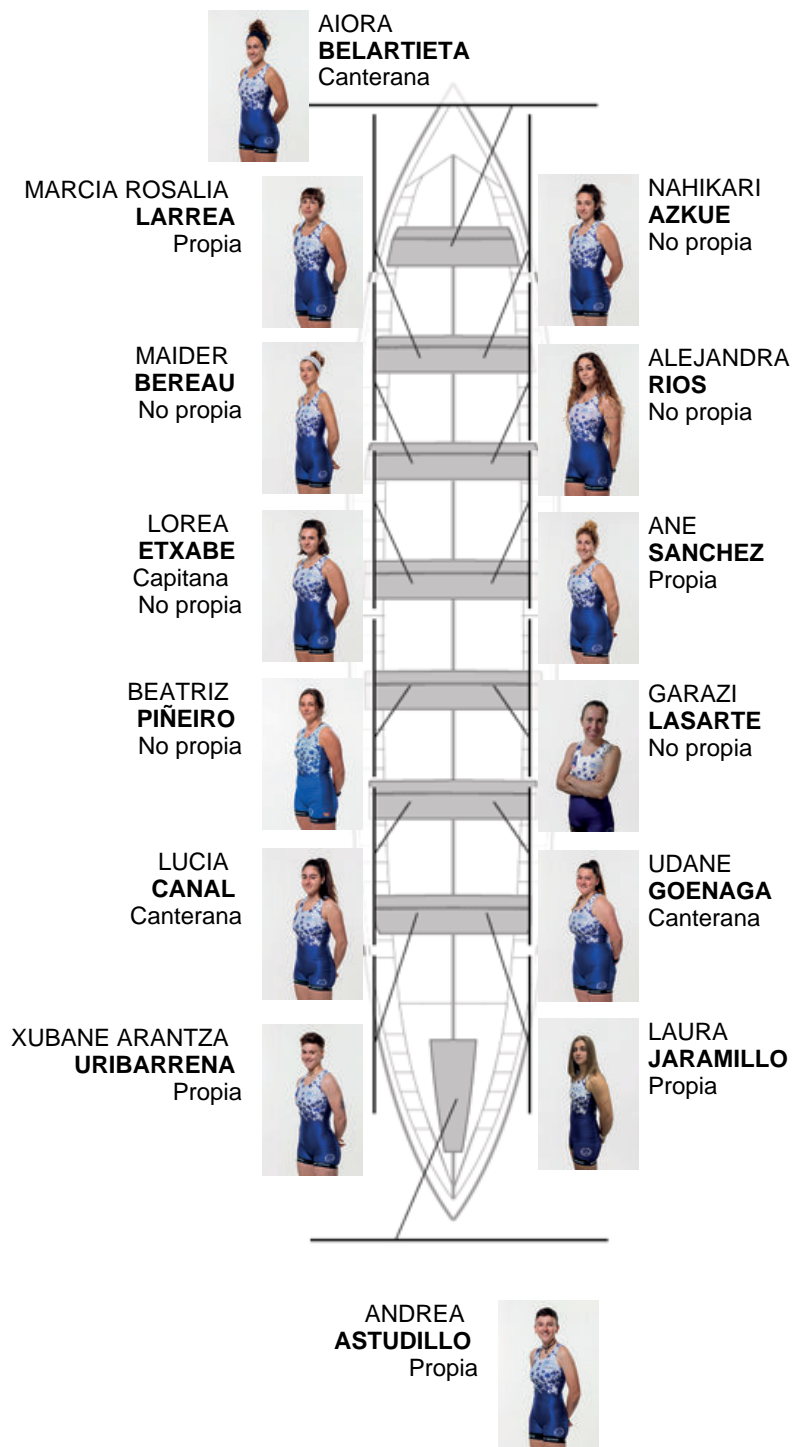 AIORA
BELARTIETA
Canterana
MARCIA ROSALIA
LARREA
Propia
NAHIKARI
AZKUE
No propia
MAIDER
BEREAU
No propia
ALEJANDRA
RIOS
No propia
LOREA
ETXABE
Capitana
No propia
ANE
SANCHEZ
Propia
BEATRIZ
PIÑEIRO
No propia
GARAZI
LASARTE
No propia
LUCIA
CANAL
Canterana
UDANE
GOENAGA
Canterana
XUBANE ARANTZA
URIBARRENA
Propia
LAURA
JARAMILLO
Propia
ANDREA
ASTUDILLO
Propia